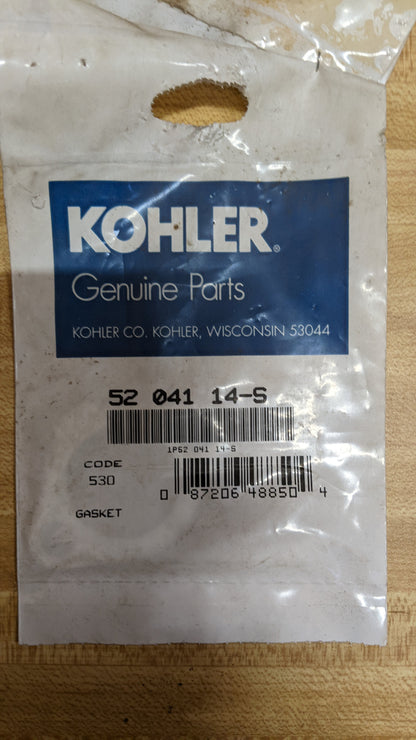 KOHLER®
Genuine Parts
KOHLER CO. KOHLER, WISCONSIN 53044
52 041 14-S
1P52 041 14-S
CODE
530
GASKET
0 87206 48850 4